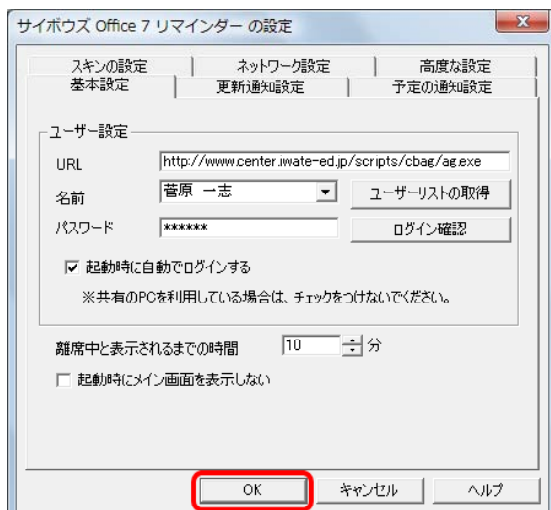 サイボウズ Office 7 リマインダー の設定
スキンの設定 ネットワーク設定 高度な設定
基本設定 更新通知設定 予定の通知設定
ユーザー設定
URL http://www.center.iwate-ed.jp/scripts/cbag/ag.exe
名前 菅原 一志 ユーザーリストの取得
パスワード ****** ログイン確認
起動時に自動でログインする
※共有のPCを利用している場合は、チェックをつけないでください。
離席中と表示されるまでの時間 10 分
起動時にメイン画面を表示しない
OK キャンセル ヘルプ